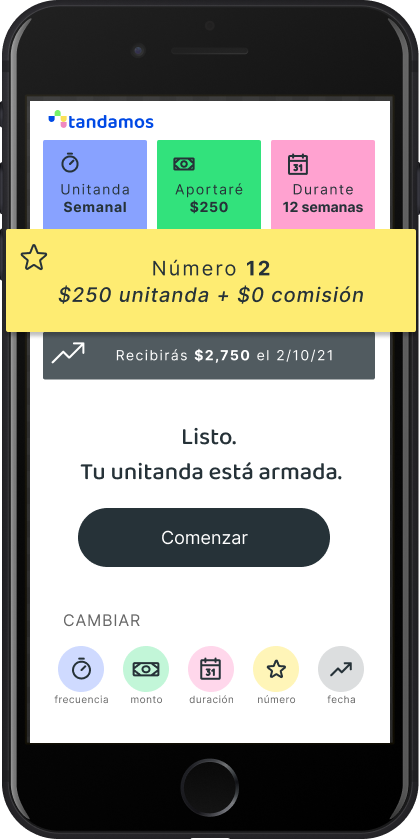 tandamos
Unitanda
Semanal
Aportaré
$250
31
Durante
12 semanas
Número 12
$250 unitanda + $0 comisión
Recibirás $2,750 el 2/10/21
Listo.
Tu unitanda está armada.
Comenzar
CAMBIAR
31
frecuencia monto duración número fecha